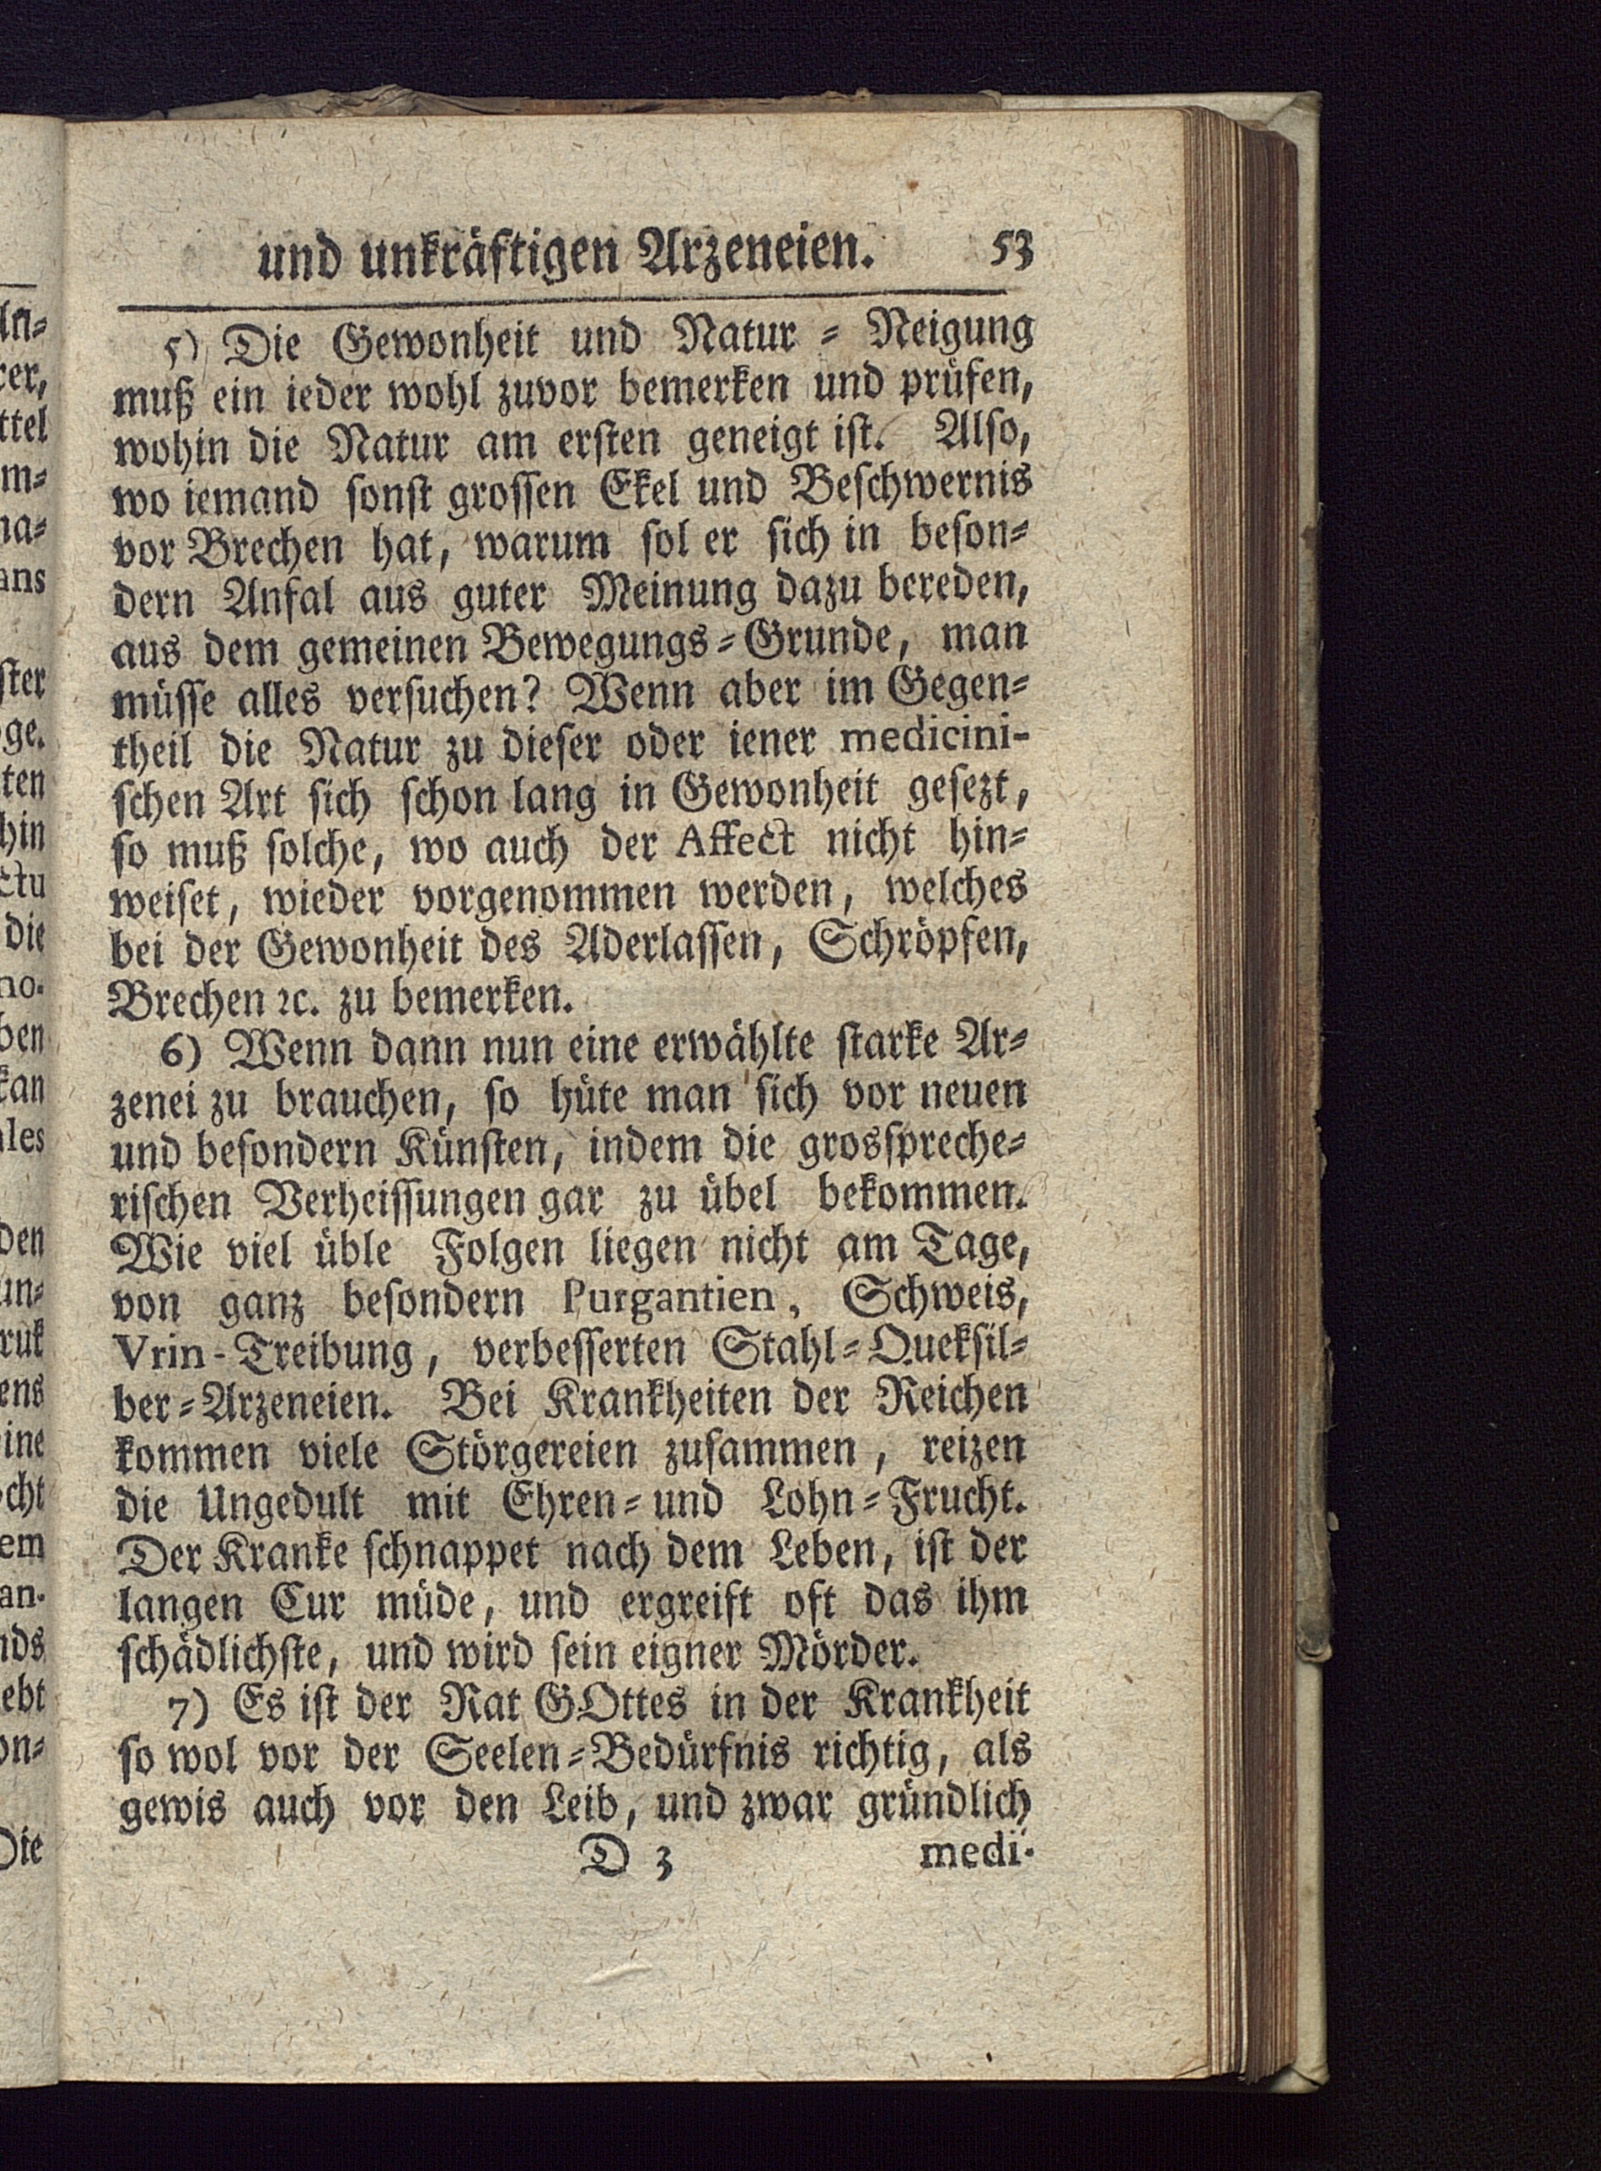 und unkräftigen Arzeneien. 53
5) Die Gewonheit und Natur = Neigung
muß ein ieder wohl zuvor bemerken und prüfen,
wohin die Natur am ersten geneigt ist. Also,
wo iemand sonst grossen Ekel und Beschwernis
vor Brechen hat, warum sol er sich in beson=
dern Anfal aus guter Meinung dazu bereden,
aus dem gemeinen Bewegungs=Grunde, man
müsse alles versuchen? Wenn aber im Gegen=
theil die Natur zu dieser oder iener medicini-
schen Art sich schon lang in Gewonheit gesezt,
so muß solche, wo auch der Affect nicht hin=
weiset, wieder vorgenommen werden, welches
bei der Gewonheit des Aderlassen, Schröpfen,
Brechen ꝛc. zu bemerken.
6) Wenn dann nun eine erwählte starke Ar=
zenei zu brauchen, so hüte man sich vor neuen
und besondern Künsten, indem die grosspreche=
rischen Verheissungen gar zu übel bekommen.
Wie viel üble Folgen liegen nicht am Tage,
von ganz besondern Purgantien, Schweis,
Vrin-Treibung, verbesserten Stahl=Queksil=
ber=Arzeneien. Bei Krankheiten der Reichen
kommen viele Störgereien zusammen, reizen
die Ungedult mit Ehren=und Lohn=Frucht.
Der Kranke schnappet nach dem Leben, ist der
langen Cur müde, und ergreift oft das ihm
schädlichste, und wird sein eigner Mörder.
7) Es ist der Rat GOttes in der Krankheit
so wol vor der Seelen=Bedürfnis richtig, als
gewis auch vor den Leib, und zwar gründlich
D 3 medi-